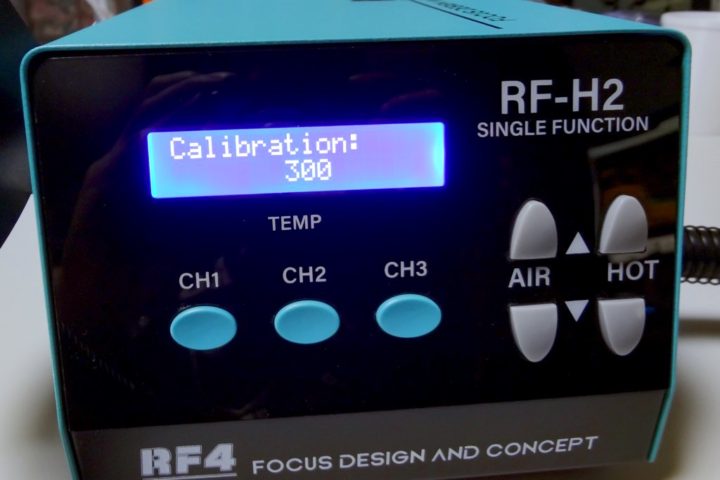 RF-H2
SINGLE FUNCTION
Calibration:
300
TEMP
CH1 CH2 CH3
AIR HOT
RF4 FOCUS DESIGN AND CONCEPT